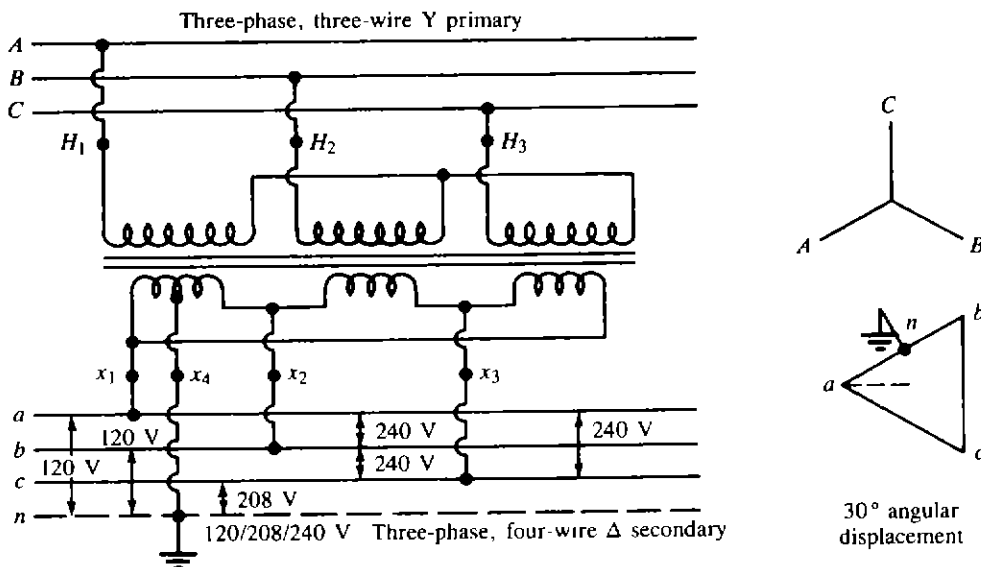 Three-phase, three-wire Y primary
A
B
C
H1
H2
H3
C
A
B
x1
x4
x2
x3
n
b
a
c
a
b
c
n
120 V
120 V
240 V
240 V
240 V
208 V
120/208/240 V Three-phase, four-wire Δ secondary
30° angular
displacement